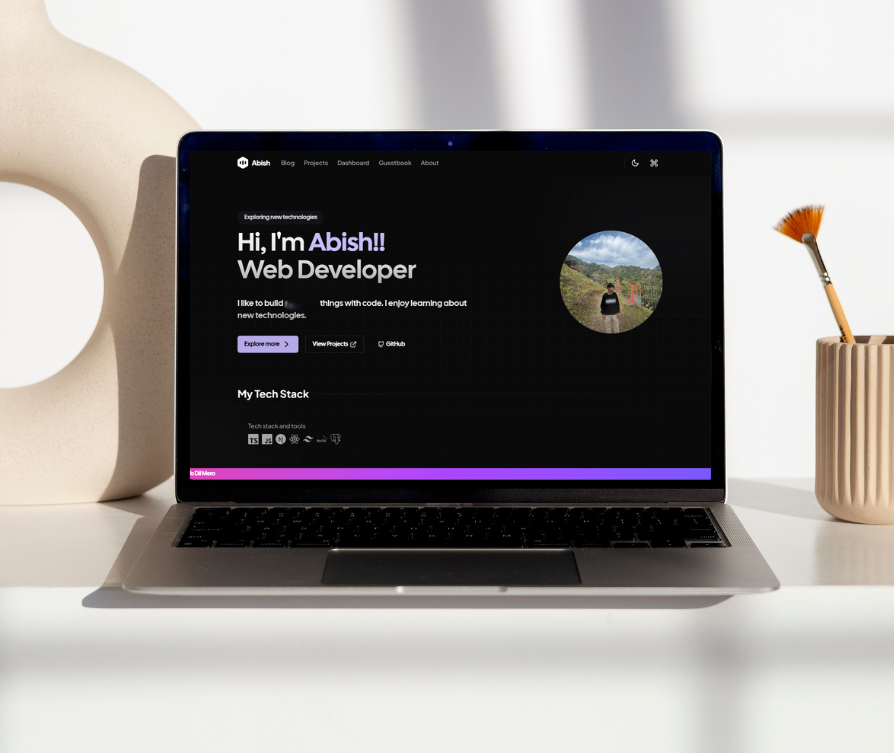 Abish Blog Projects Dashboard Guestbook About
Exploring new technologies
Hi, I'm Abish!!
Web Developer
I like to build things with code. I enjoy learning about
new technologies.
Explore more View Projects GitHub
My Tech Stack
Tech stack and tools
TS JS N
Dil Mero